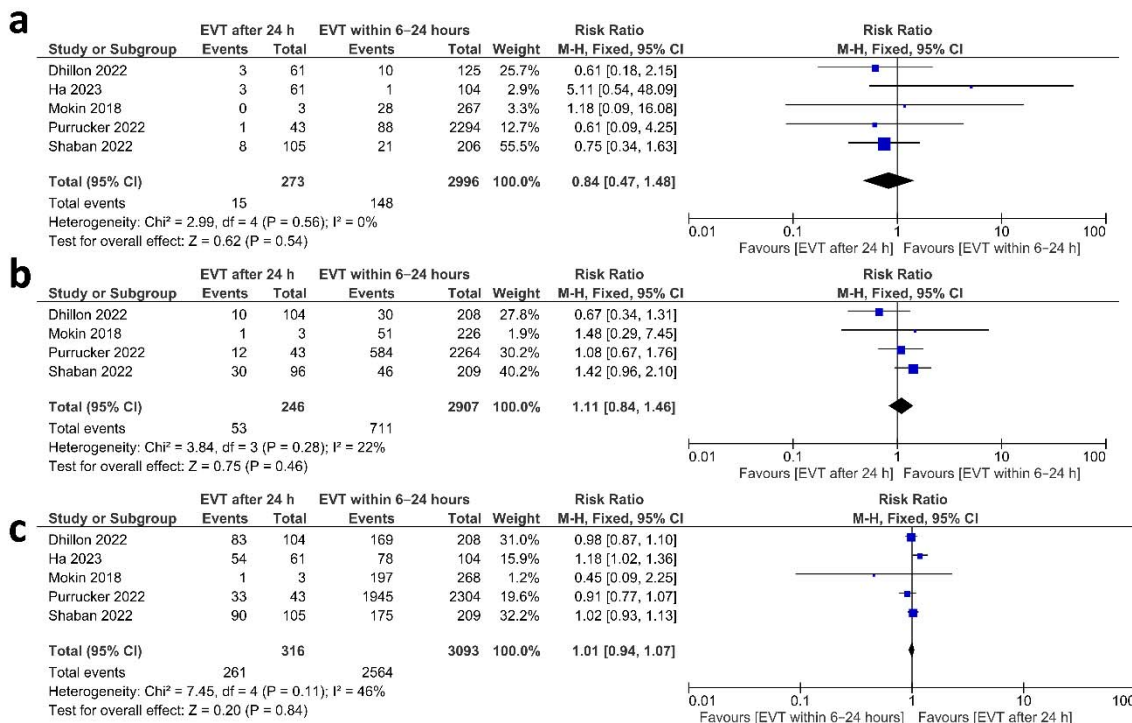 a
EVT after 24 h EVT within 6–24 hours Risk Ratio Risk Ratio
Study or Subgroup Events Total Events Total Weight M-H, Fixed, 95% CI M-H, Fixed, 95% CI
Dhillon 2022 3 61 10 125 25.7% 0.61 [0.18, 2.15]
Ha 2023 3 61 1 104 2.9% 5.11 [0.54, 48.09]
Mokin 2018 0 3 28 267 3.3% 1.18 [0.09, 16.08]
Purrucker 2022 1 43 88 2294 12.7% 0.61 [0.09, 4.25]
Shaban 2022 8 105 21 206 55.5% 0.75 [0.34, 1.63]
Total (95% CI) 273 2996 100.0% 0.84 [0.47, 1.48]
Total events 15 148
Heterogeneity: Chi² = 2.99, df = 4 (P = 0.56); I² = 0%
Test for overall effect: Z = 0.62 (P = 0.54)
0.01 0.1 1 10 100
Favours [EVT after 24 h] Favours [EVT within 6–24 h]
b
EVT after 24 h EVT within 6–24 hours Risk Ratio Risk Ratio
Study or Subgroup Events Total Events Total Weight M-H, Fixed, 95% CI M-H, Fixed, 95% CI
Dhillon 2022 10 104 30 208 27.8% 0.67 [0.34, 1.31]
Mokin 2018 1 3 51 226 1.9% 1.48 [0.29, 7.45]
Purrucker 2022 12 43 584 2264 30.2% 1.08 [0.67, 1.76]
Shaban 2022 30 96 46 209 40.2% 1.42 [0.96, 2.10]
Total (95% CI) 246 2907 100.0% 1.11 [0.84, 1.46]
Total events 53 711
Heterogeneity: Chi² = 3.84, df = 3 (P = 0.28); I² = 22%
Test for overall effect: Z = 0.75 (P = 0.46)
0.01 0.1 1 10 100
Favours [EVT after 24 h] Favours [EVT within 6–24 h]
c
EVT after 24 h EVT within 6–24 hours Risk Ratio Risk Ratio
Study or Subgroup Events Total Events Total Weight M-H, Fixed, 95% CI M-H, Fixed, 95% CI
Dhillon 2022 83 104 169 208 31.0% 0.98 [0.87, 1.10]
Ha 2023 54 61 78 104 15.9% 1.18 [1.02, 1.36]
Mokin 2018 1 3 197 268 1.2% 0.45 [0.09, 2.25]
Purrucker 2022 33 43 1945 2304 19.6% 0.91 [0.77, 1.07]
Shaban 2022 90 105 175 209 32.2% 1.02 [0.93, 1.13]
Total (95% CI) 316 3093 100.0% 1.01 [0.94, 1.07]
Total events 261 2564
Heterogeneity: Chi² = 7.45, df = 4 (P = 0.11); I² = 46%
Test for overall effect: Z = 0.20 (P = 0.84)
0.01 0.1 1 10 100
Favours [EVT within 6–24 hours] Favours [EVT after 24 h]